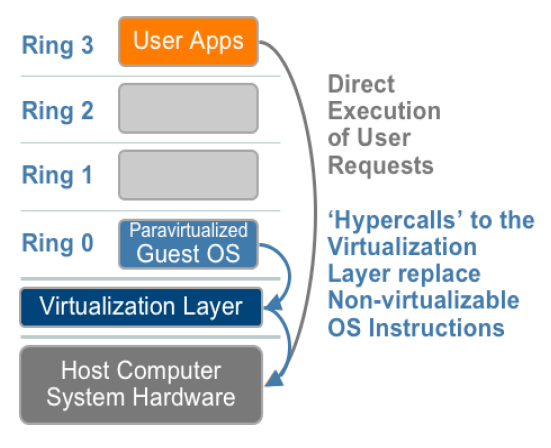 Ring 3
User Apps
Ring 2
Ring 1
Ring 0
Paravirtualized
Guest OS
Virtualization Layer
Host Computer
System Hardware
Direct
Execution
of User
Requests
‘Hypercalls’ to the
Virtualization
Layer replace
Non-virtualizable
OS Instructions